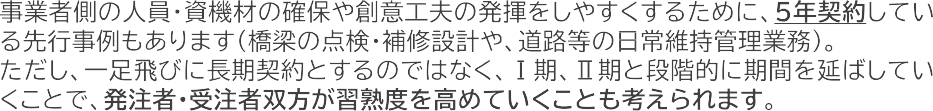 事業者側の人員・資機材の確保や創意工夫の発揮をしやすくするために、5年契約してい
る先行事例もあります（橋梁の点検・補修設計や、道路等の日常維持管理業務）。
ただし、一足飛びに長期契約とするのではなく、Ⅰ期、Ⅱ期と段階的に期間を延ばしてい
くことで、発注者・受注者双方が習熟度を高めていくことも考えられます。